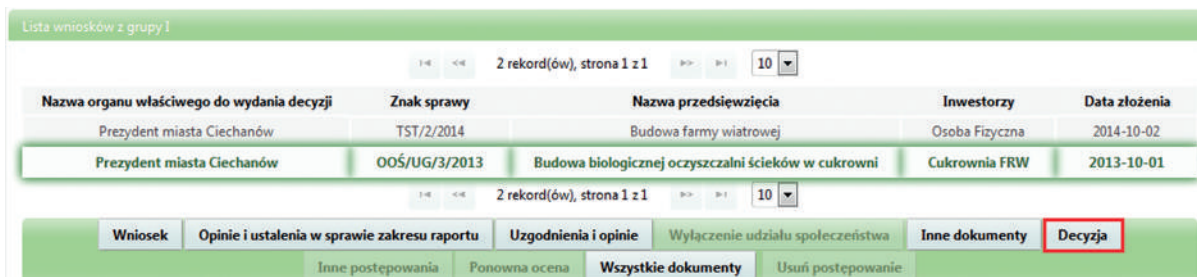 Lista wniosków z grupy I
2 rekord(ów), strona 1 z 1 10
Nazwa organu właściwego do wydania decyzji Znak sprawy Nazwa przedsięwzięcia Inwestorzy Data złożenia
Prezydent miasta Ciechanów TST/2/2014 Budowa farmy wiatrowej Osoba Fizyczna 2014-10-02
Prezydent miasta Ciechanów OOŚ/UG/3/2013 Budowa biologicznej oczyszczalni ścieków w cukrowni Cukrownia FRW 2013-10-01
2 rekord(ów), strona 1 z 1 10
Wniosek Opinie i ustalenia w sprawie zakresu raportu Uzgodnienia i opinie Wyłączenie udziału społeczeństwa Inne dokumenty Decyzja
Inne postępowania Ponowna ocena Wszystkie dokumenty Usuń postępowanie